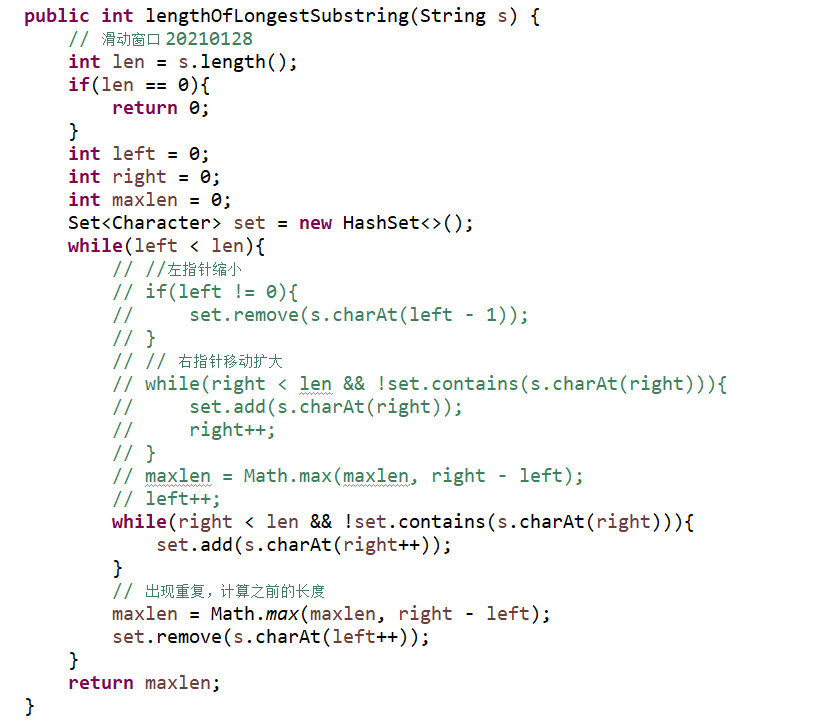 public int lengthOfLongestSubstring(String s) {
    // 滑动窗口 20210128
    int len = s.length();
    if(len == 0){
        return 0;
    }
    int left = 0;
    int right = 0;
    int maxlen = 0;
    Set<Character> set = new HashSet<>();
    while(left < len){
        // //左指针缩小
        // if(left != 0){
        //     set.remove(s.charAt(left - 1));
        // }
        // // 右指针移动扩大
        // while(right < len && !set.contains(s.charAt(right))){
        //     set.add(s.charAt(right));
        //     right++;
        // }
        // maxlen = Math.max(maxlen, right - left);
        // left++;
        while(right < len && !set.contains(s.charAt(right))){
            set.add(s.charAt(right++));
        }
        // 出现重复，计算之前的长度
        maxlen = Math.max(maxlen, right - left);
        set.remove(s.charAt(left++));
    }
    return maxlen;
}